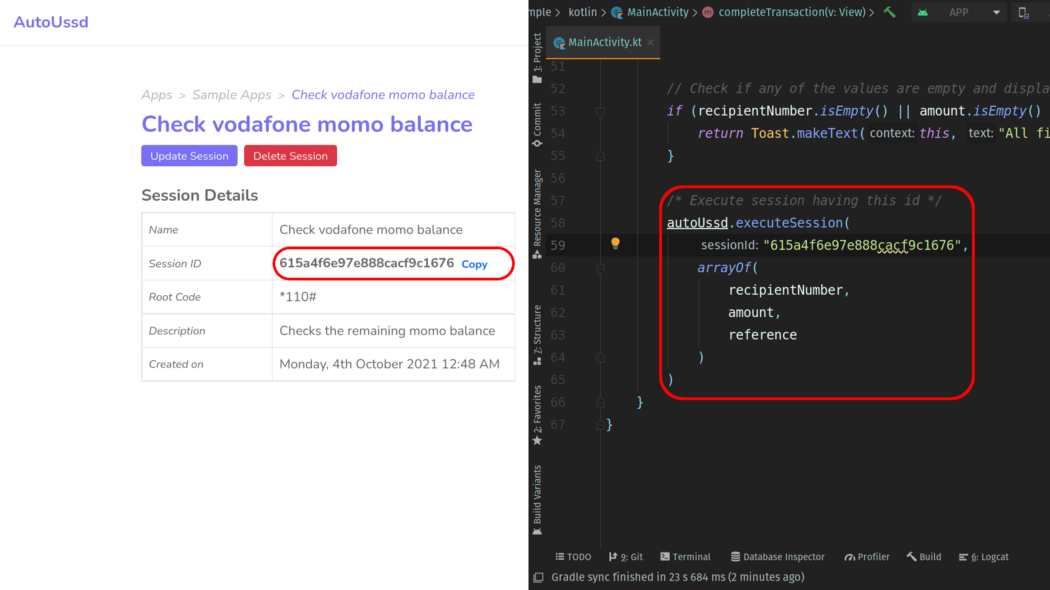 AutoUssd
Apps > Sample Apps > Check vodafone momo balance
Check vodafone momo balance
Update Session Delete Session
Session Details
Name Check vodafone momo balance
Session ID 615a4f6e97e888cacf9c1676 Copy
Root Code *110#
Description Checks the remaining momo balance
Created on Monday, 4th October 2021 12:48 AM
mple > kotlin > MainActivity > completeTransaction(v: View) > APP
MainActivity.kt
1: Project
Commit
Resource Manager
7: Structure
2: Favorites
Build Variants
51
52 // Check if any of the values are empty and displa
53 if (recipientNumber.isEmpty() || amount.isEmpty()
54 return Toast.makeText( context: this, text: "All fi
55 }
56
57 /* Execute session having this id */
58 autoUssd.executeSession(
59 sessionId: "615a4f6e97e888cacf9c1676",
60 arrayOf(
61 recipientNumber,
62 amount,
63 reference
64 )
65 )
66 }
67 }
TODO 9: Git Terminal Database Inspector Profiler Build 6: Logcat
Gradle sync finished in 23 s 684 ms (2 minutes ago)